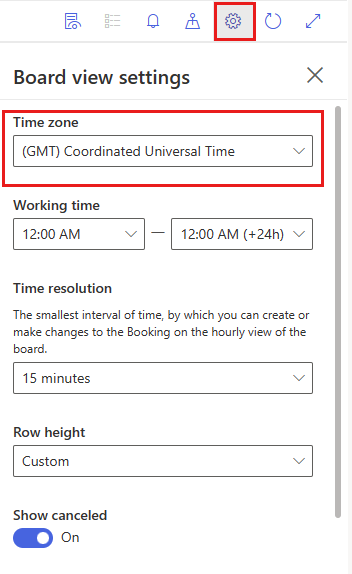 Board view settings
Time zone
(GMT) Coordinated Universal Time
Working time
12:00 AM — 12:00 AM (+24h)
Time resolution
The smallest interval of time, by which you can create or
make changes to the Booking on the hourly view of the
board.
15 minutes
Row height
Custom
Show canceled
On